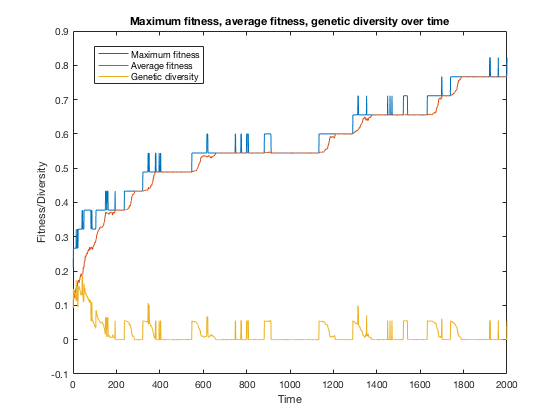 Maximum fitness, average fitness, genetic diversity over time
Maximum fitness
Average fitness
Genetic diversity
Fitness/Diversity
0.9
0.8
0.7
0.6
0.5
0.4
0.3
0.2
0.1
0
-0.1
0 200 400 600 800 1000 1200 1400 1600 1800 2000
Time